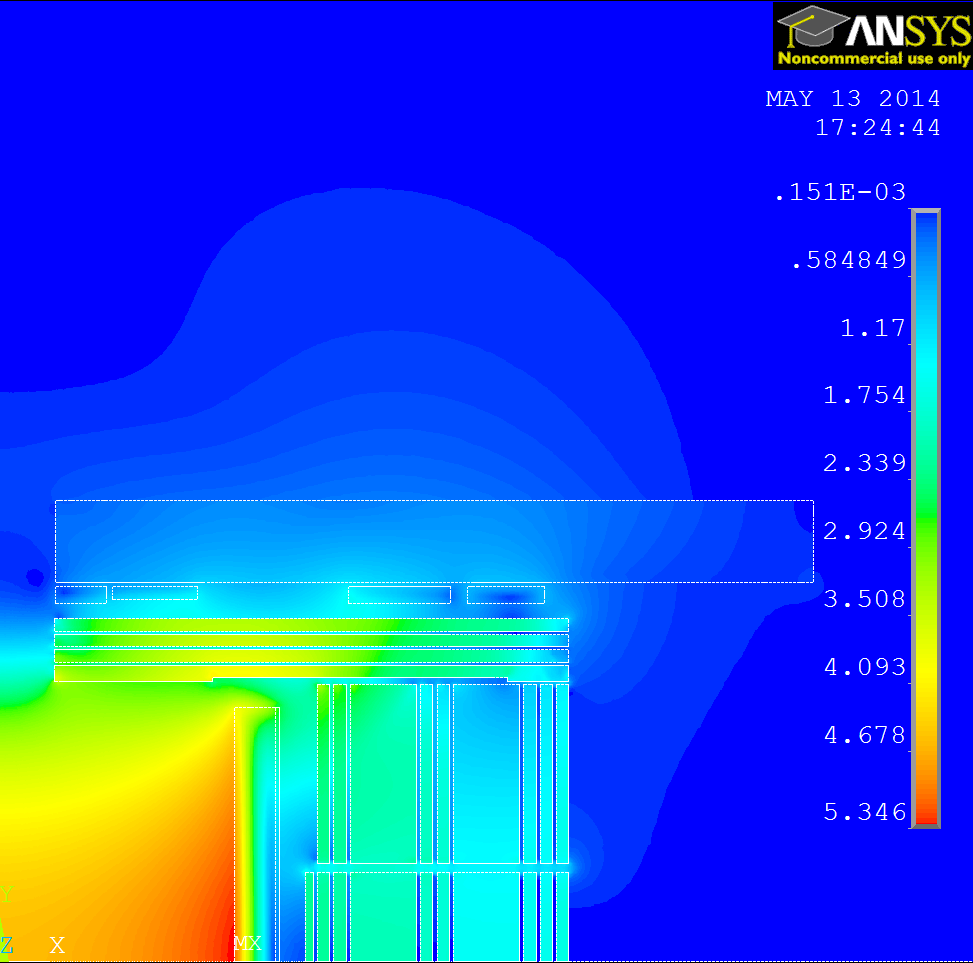 ANSYS
Noncommercial use only
MAY 13 2014
17:24:44
.151E-03
.584849
1.17
1.754
2.339
2.924
3.508
4.093
4.678
5.346
Y
Z X MX